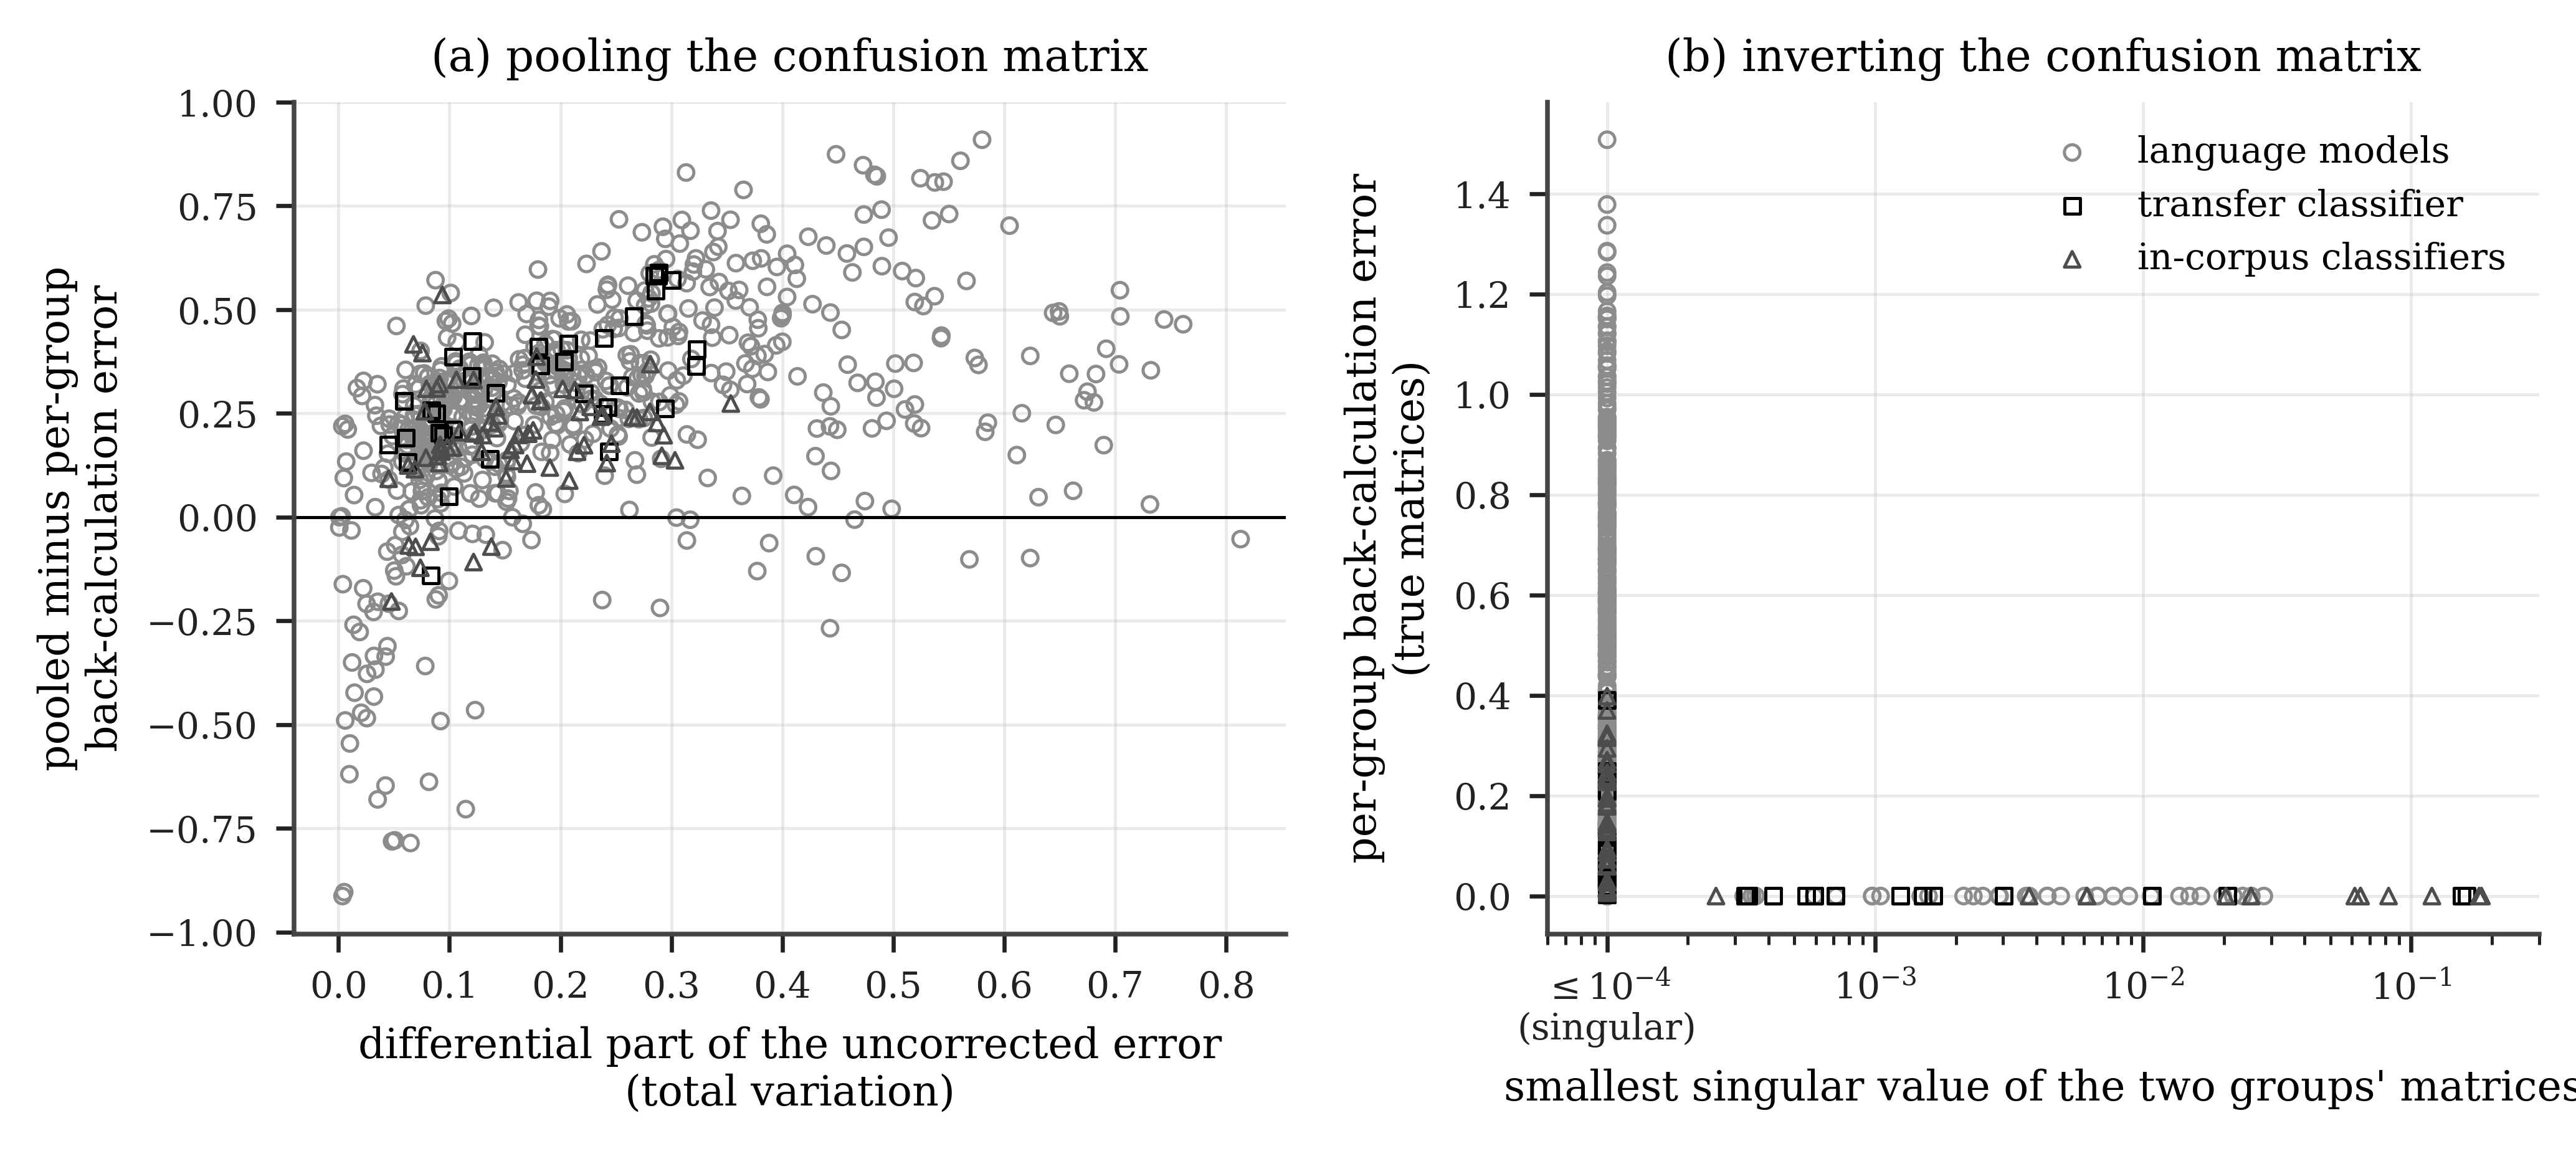 (a) pooling the confusion matrix
pooled minus per-group
back-calculation error
1.00
0.75
0.50
0.25
0.00
−0.25
−0.50
−0.75
−1.00
0.0 0.1 0.2 0.3 0.4 0.5 0.6 0.7 0.8
differential part of the uncorrected error
(total variation)
(b) inverting the confusion matrix
per-group back-calculation error
(true matrices)
1.4
1.2
1.0
0.8
0.6
0.4
0.2
0.0
language models
transfer classifier
in-corpus classifiers
≤ 10⁻⁴ 10⁻³ 10⁻² 10⁻¹
(singular)
smallest singular value of the two groups' matrices